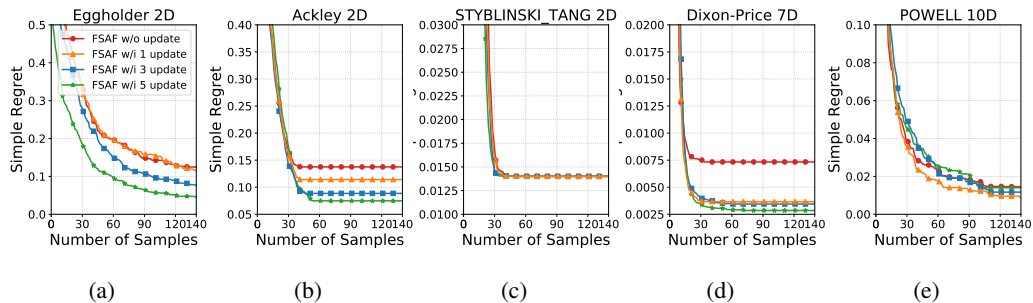 Eggholder 2D
Simple Regret
0.5
0.4
0.3
0.2
0.1
0.0
FSAF w/o update
FSAF w/i 1 update
FSAF w/i 3 update
FSAF w/i 5 update
0 30 60 90 120140
Number of Samples
(a)
Ackley 2D
Simple Regret
0.40
0.35
0.30
0.25
0.20
0.15
0.10
0.05
0 30 60 90 120140
Number of Samples
(b)
STYBLINSKI_TANG 2D
0.0300
0.0275
0.0250
0.0225
0.0200
0.0175
0.0150
0.0125
0.0100
0 30 60 90 120140
Number of Samples
(c)
Dixon-Price 7D
0.0200
0.0175
0.0150
0.0125
0.0100
0.0075
0.0050
0.0025
0 30 60 90 120140
Number of Samples
(d)
POWELL 10D
Simple Regret
0.10
0.08
0.06
0.04
0.02
0.00
0 30 60 90 120140
Number of Samples
(e)